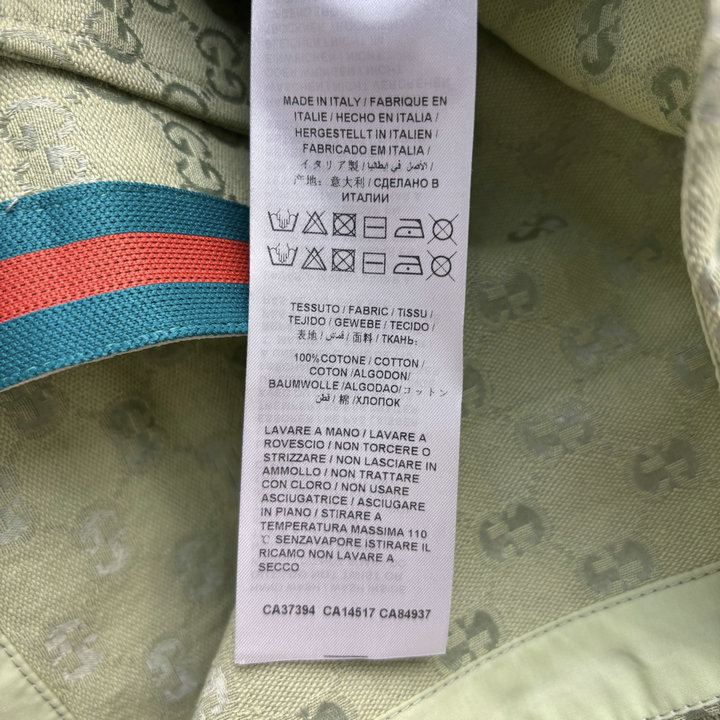 MADE IN ITALY / FABRIQUE EN
ITALIE / HECHO EN ITALIA /
HERGESTELLT IN ITALIEN /
FABRICADO EM ITALIA /
イタリア製 / الأصل في إيطاليا /
产地: 意大利 / СДЕЛАНО В
ИТАЛИИ
TESSUTO / FABRIC / TISSU /
TEJIDO / GEWEBE / TECIDO /
表地 / قماش / 面料 / ТКАНЬ:
100%COTONE / COTTON /
COTON /ALGODON/
BAUMWOLLE /ALGODAO/コットン
/ قطن / 棉 /ХЛОПОК
LAVARE A MANO / LAVARE A
ROVESCIO / NON TORCERE O
STRIZZARE / NON LASCIARE IN
AMMOLLO / NON TRATTARE
CON CLORO / NON USARE
ASCIUGATRICE / ASCIUGARE
IN PIANO / STIRARE A
TEMPERATURA MASSIMA 110
℃ SENZAVAPORE ISTIRARE IL
RICAMO NON LAVARE A
SECCO
CA37394 CA14517 CA84937